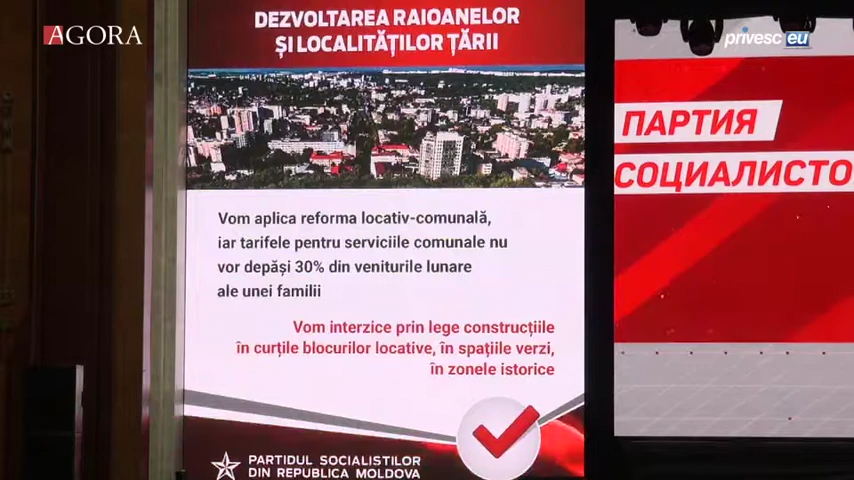 AGORA
privesc eu
DEZVOLTAREA RAIOANELOR
ȘI LOCALITĂȚILOR ȚĂRII
Vom aplica reforma locativ-comunală,
iar tarifele pentru serviciile comunale nu
vor depăși 30% din veniturile lunare
ale unei familii
Vom interzice prin lege construcțiile
în curțile blocurilor locative, în spațiile verzi,
în zonele istorice
PARTIDUL SOCIALIȘTILOR
DIN REPUBLICA MOLDOVA
ПАРТИЯ
СОЦИАЛИСТО